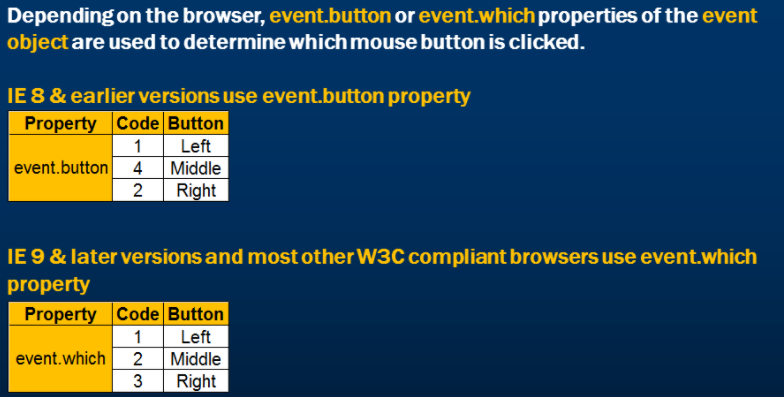 Depending on the browser, event.button or event.which properties of the event
object are used to determine which mouse button is clicked.
IE 8 & earlier versions use event.button property
Property Code Button
1 Left
event.button 4 Middle
2 Right
IE 9 & later versions and most other W3C compliant browsers use event.which
property
Property Code Button
1 Left
event.which 2 Middle
3 Right